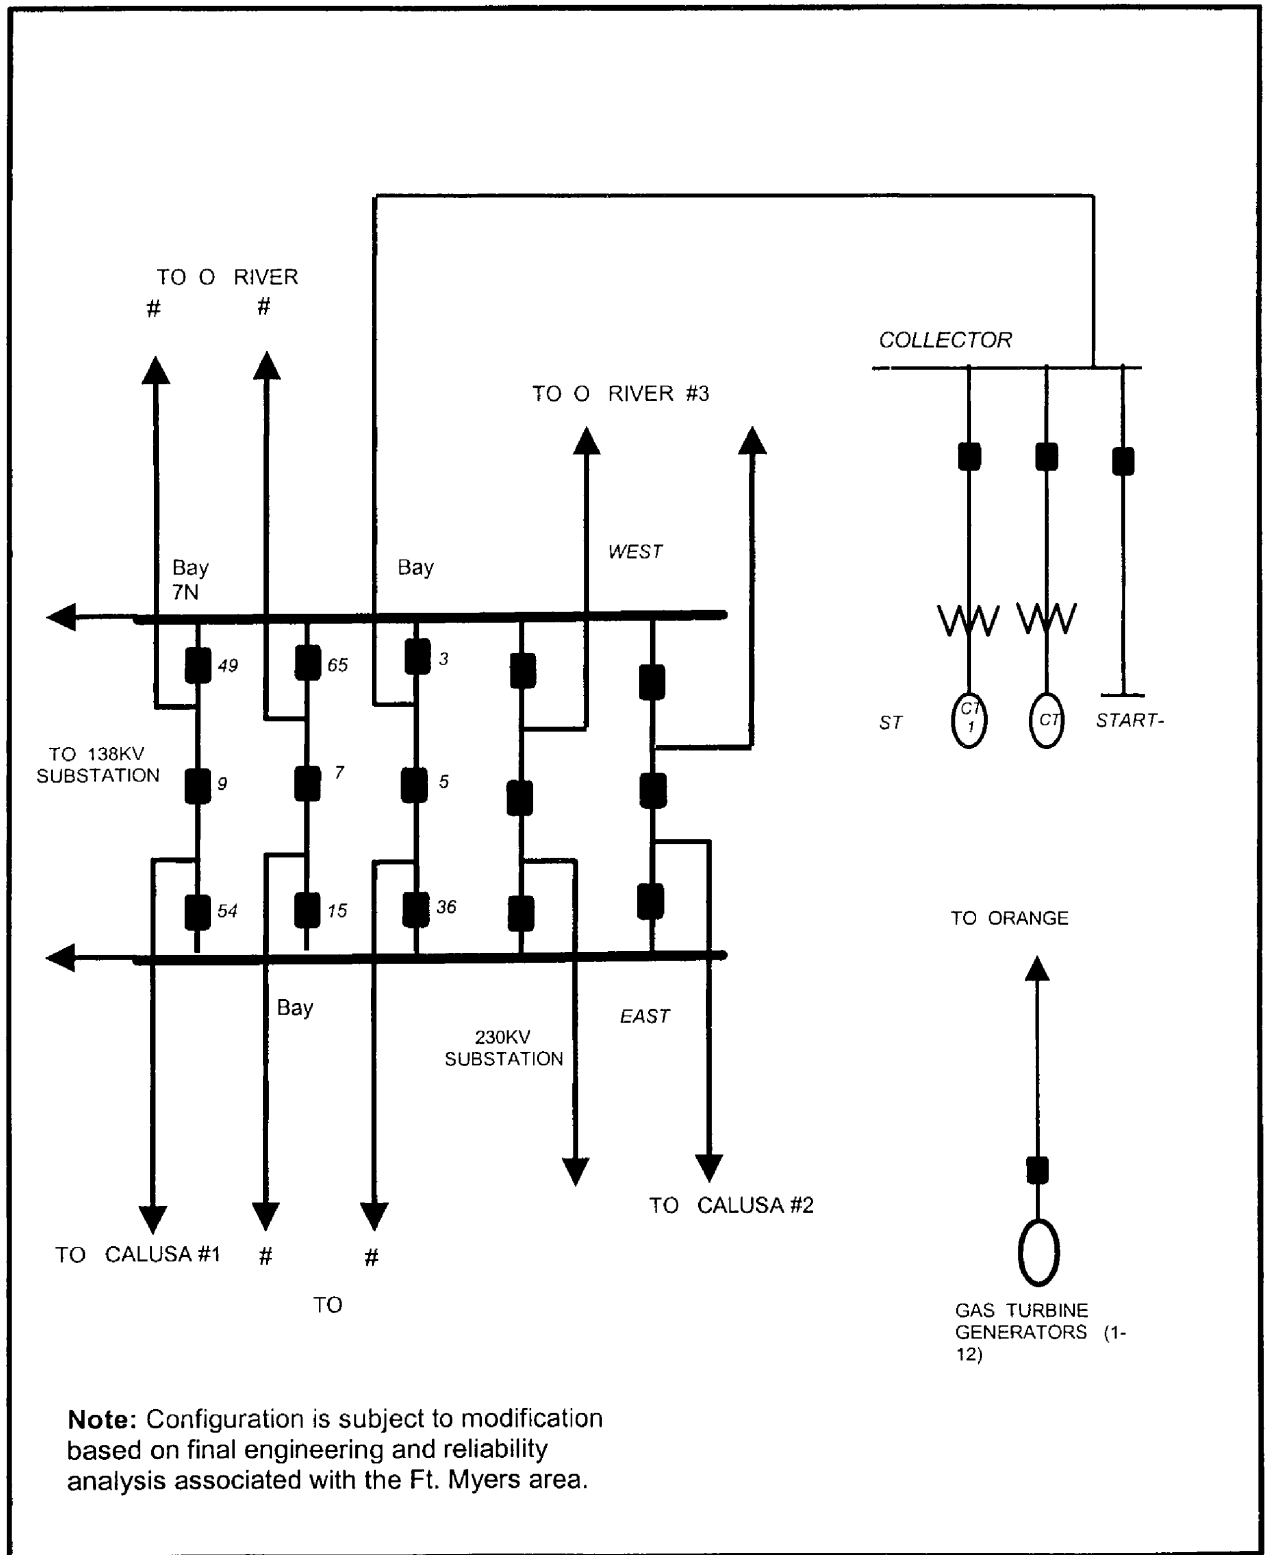 TO O RIVER
# #
COLLECTOR
TO O RIVER #3
WEST
Bay
7N
Bay
49
65
3
TO 138KV
SUBSTATION
9
7
5
54
15
36
ST
CT
1
CT
START-
TO ORANGE
Bay
EAST
230KV
SUBSTATION
TO CALUSA #2
TO CALUSA #1
# #
TO
GAS TURBINE
GENERATORS (1-
12)
Note: Configuration is subject to modification
based on final engineering and reliability
analysis associated with the Ft. Myers area.